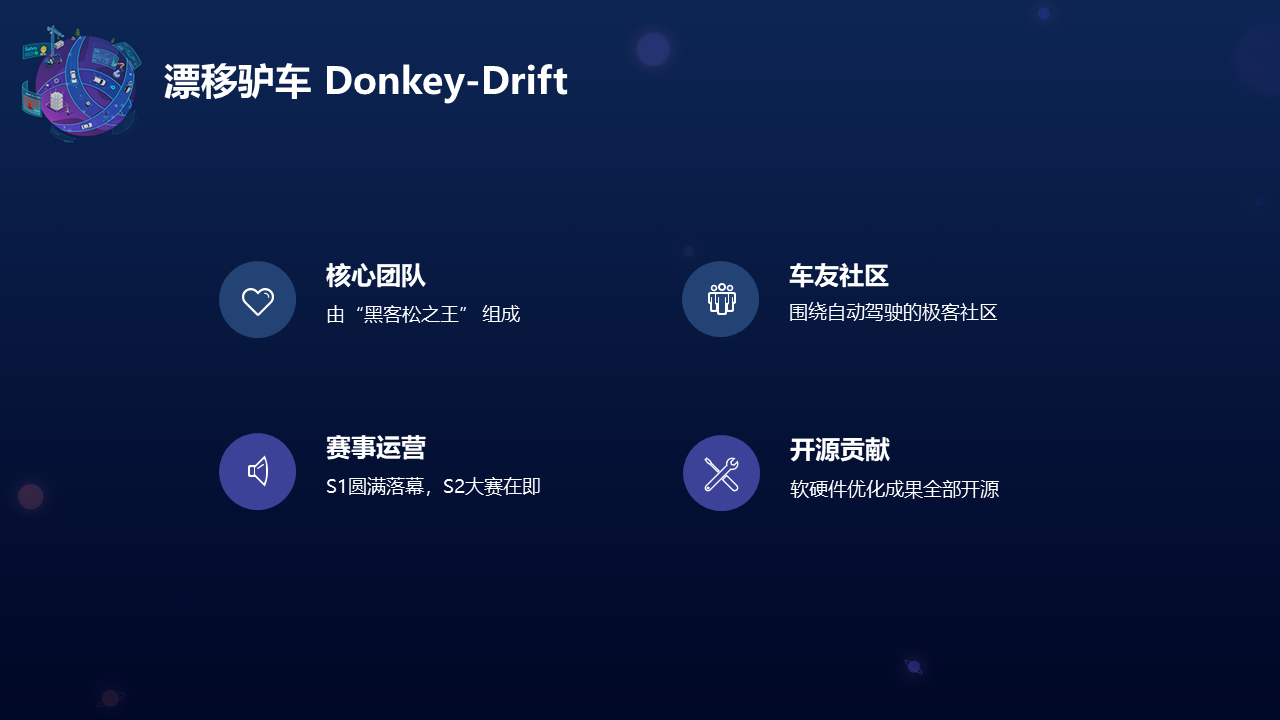 漂移驴车 Donkey-Drift
核心团队
由“黑客松之王” 组成
车友社区
围绕自动驾驶的极客社区
赛事运营
S1圆满落幕，S2大赛在即
开源贡献
软硬件优化成果全部开源